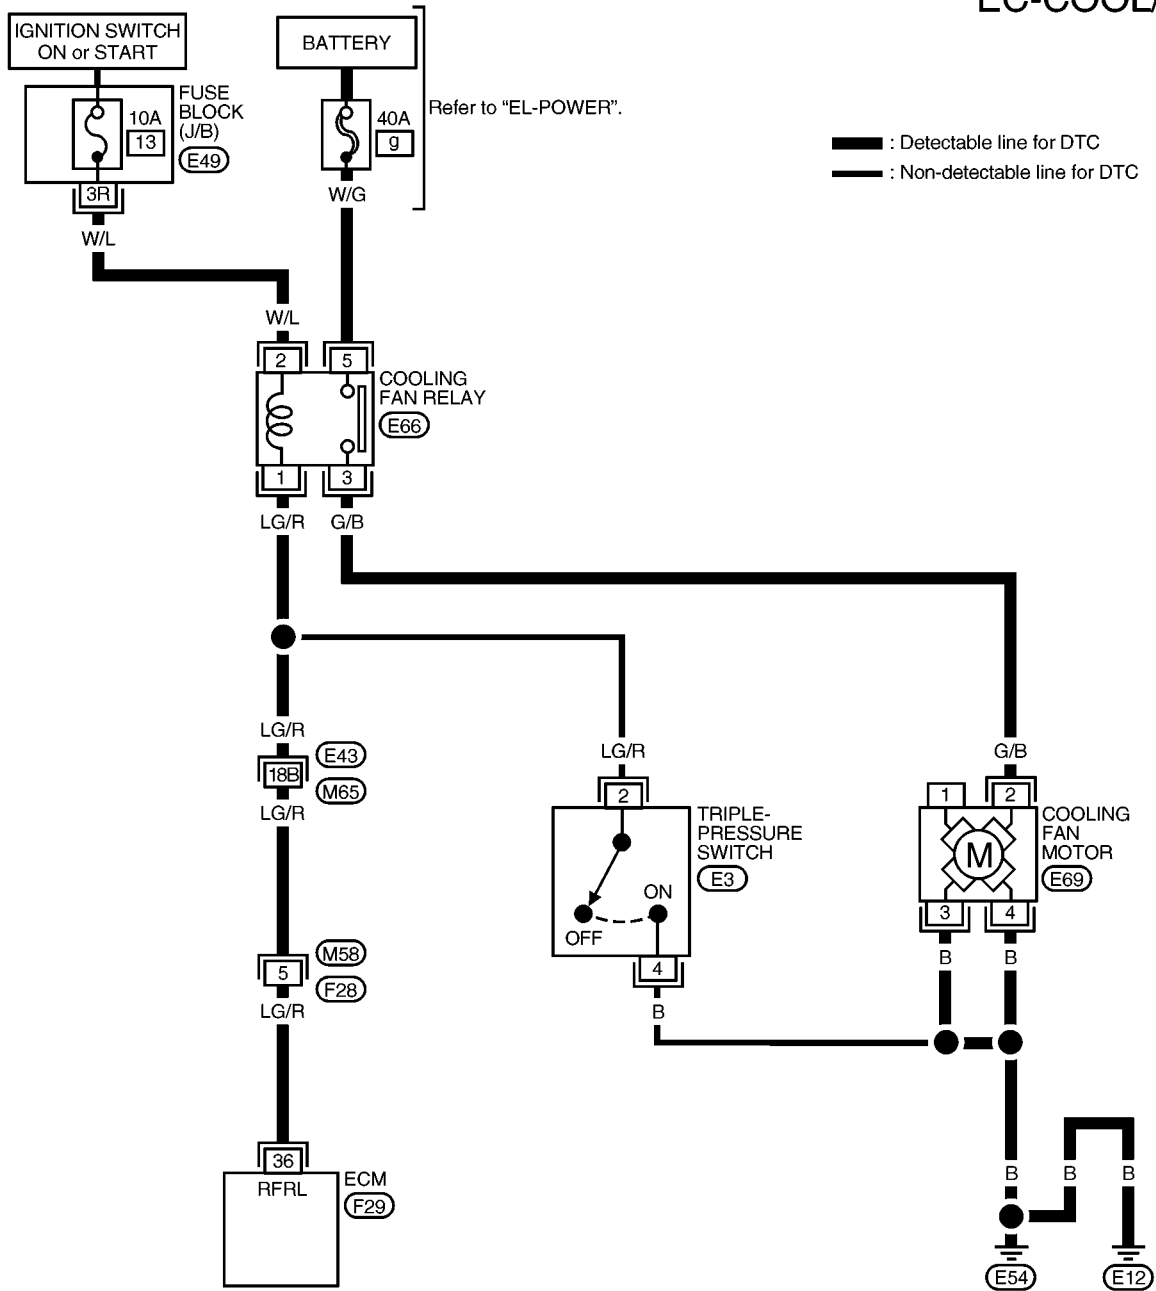 IGNITION SWITCH
ON or START
BATTERY
FUSE
BLOCK
(J/B)
E49
10A
13
40A
g
Refer to "EL-POWER".
: Detectable line for DTC
: Non-detectable line for DTC
3R
W/G
W/L
W/L
2
5
COOLING
FAN RELAY
E66
1
3
LG/R
G/B
LG/R
E43
18B
M65
LG/R
LG/R
G/B
2
1
2
TRIPLE-
PRESSURE
SWITCH
E3
ON
OFF
M
COOLING
FAN
MOTOR
E69
3
4
4
B
B
B
M58
5
F28
LG/R
36
RFRL
ECM
F29
B
B
B
E54
E12